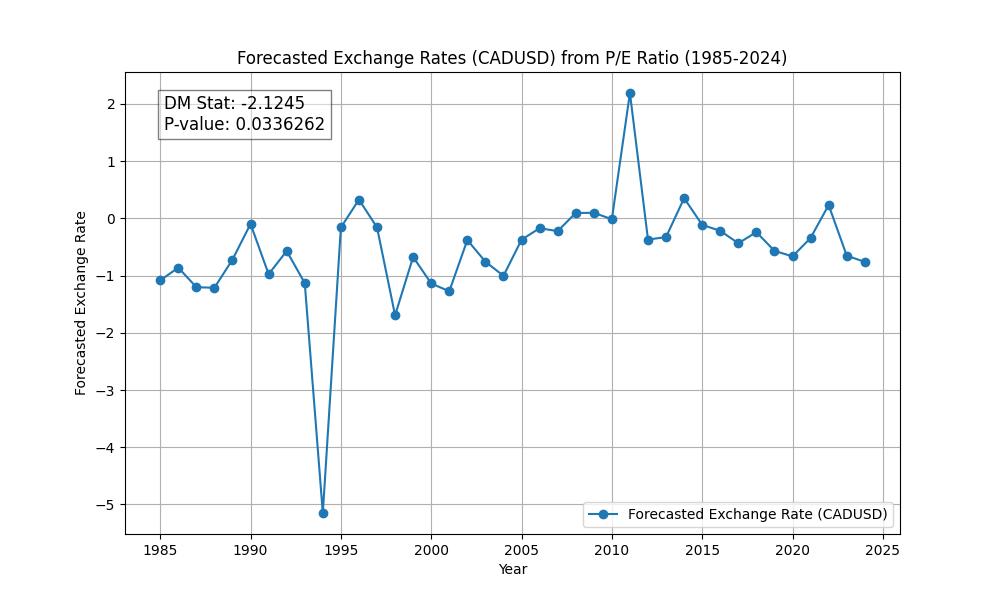 Forecasted Exchange Rates (CADUSD) from P/E Ratio (1985-2024)
DM Stat: -2.1245
P-value: 0.0336262
Forecasted Exchange Rate
2
1
0
−1
−2
−3
−4
−5
Forecasted Exchange Rate (CADUSD)
1985 1990 1995 2000 2005 2010 2015 2020 2025
Year